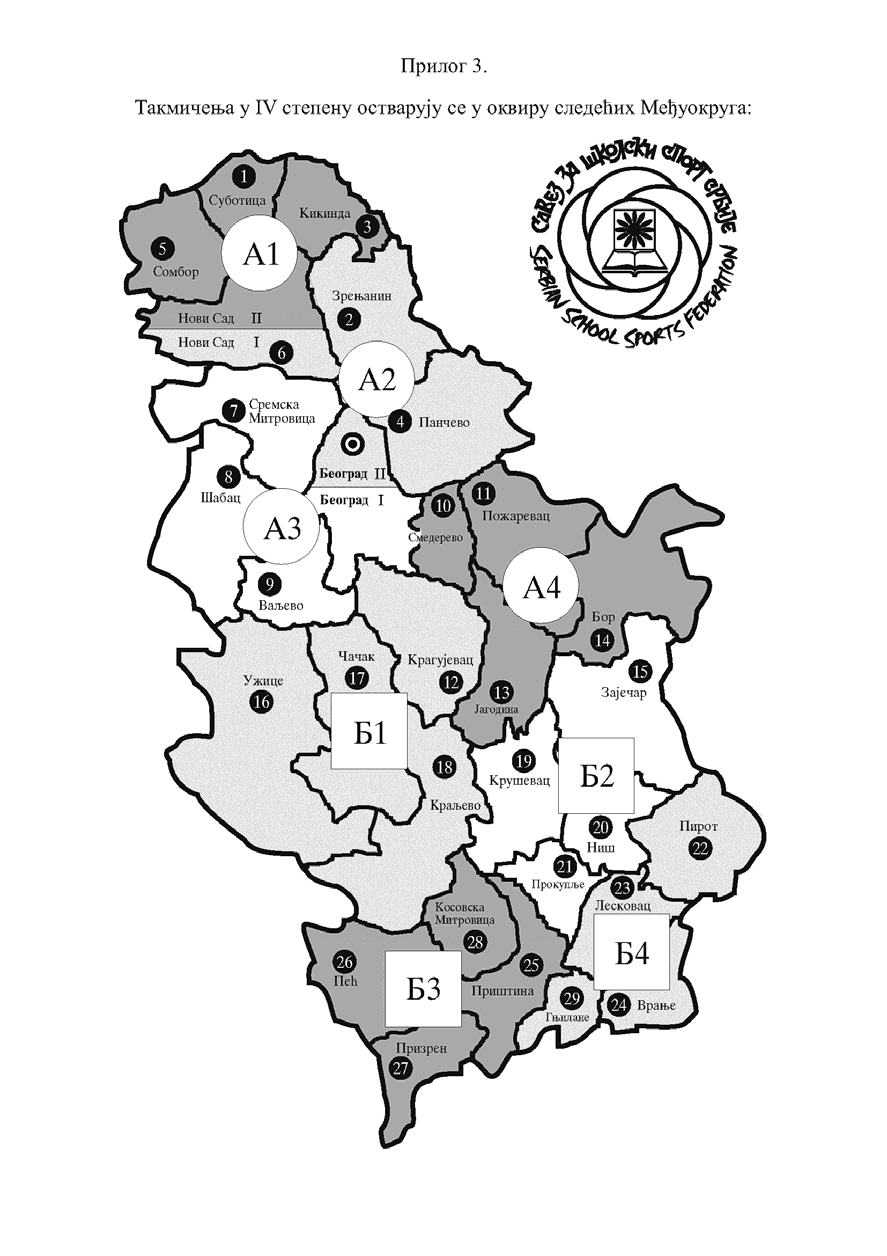 Прилог 3.
Такмичења у IV степену остварују се у оквиру следећих Међуокруга:
САВЕЗ ЗА ШКОЛСКИ СПОРТ СРБИЈЕ
SERBIAN SCHOOL SPORTS FEDERATION
1
Суботица
Кикинда
3
5
Сомбор
А1
Зрењанин
2
Нови Сад II
Нови Сад I
6
А2
7
Сремска
Митровица
4
Панчево
8
Шабац
Београд II
Београд I
А3
10
Смедерево
11
Пожаревац
9
Ваљево
А4
Бор
14
Чачак
17
Крагујевац
12
Ужице
16
13
Јагодина
15
Зајечар
Б1
18
Краљево
19
Крушевац
Б2
20
Ниш
Пирот
22
21
Прокупље
23
Лесковац
Косовска
Митровица
28
26
Пећ
Б3
25
Приштина
Б4
29
Гњилане
24
Врање
Призрен
27